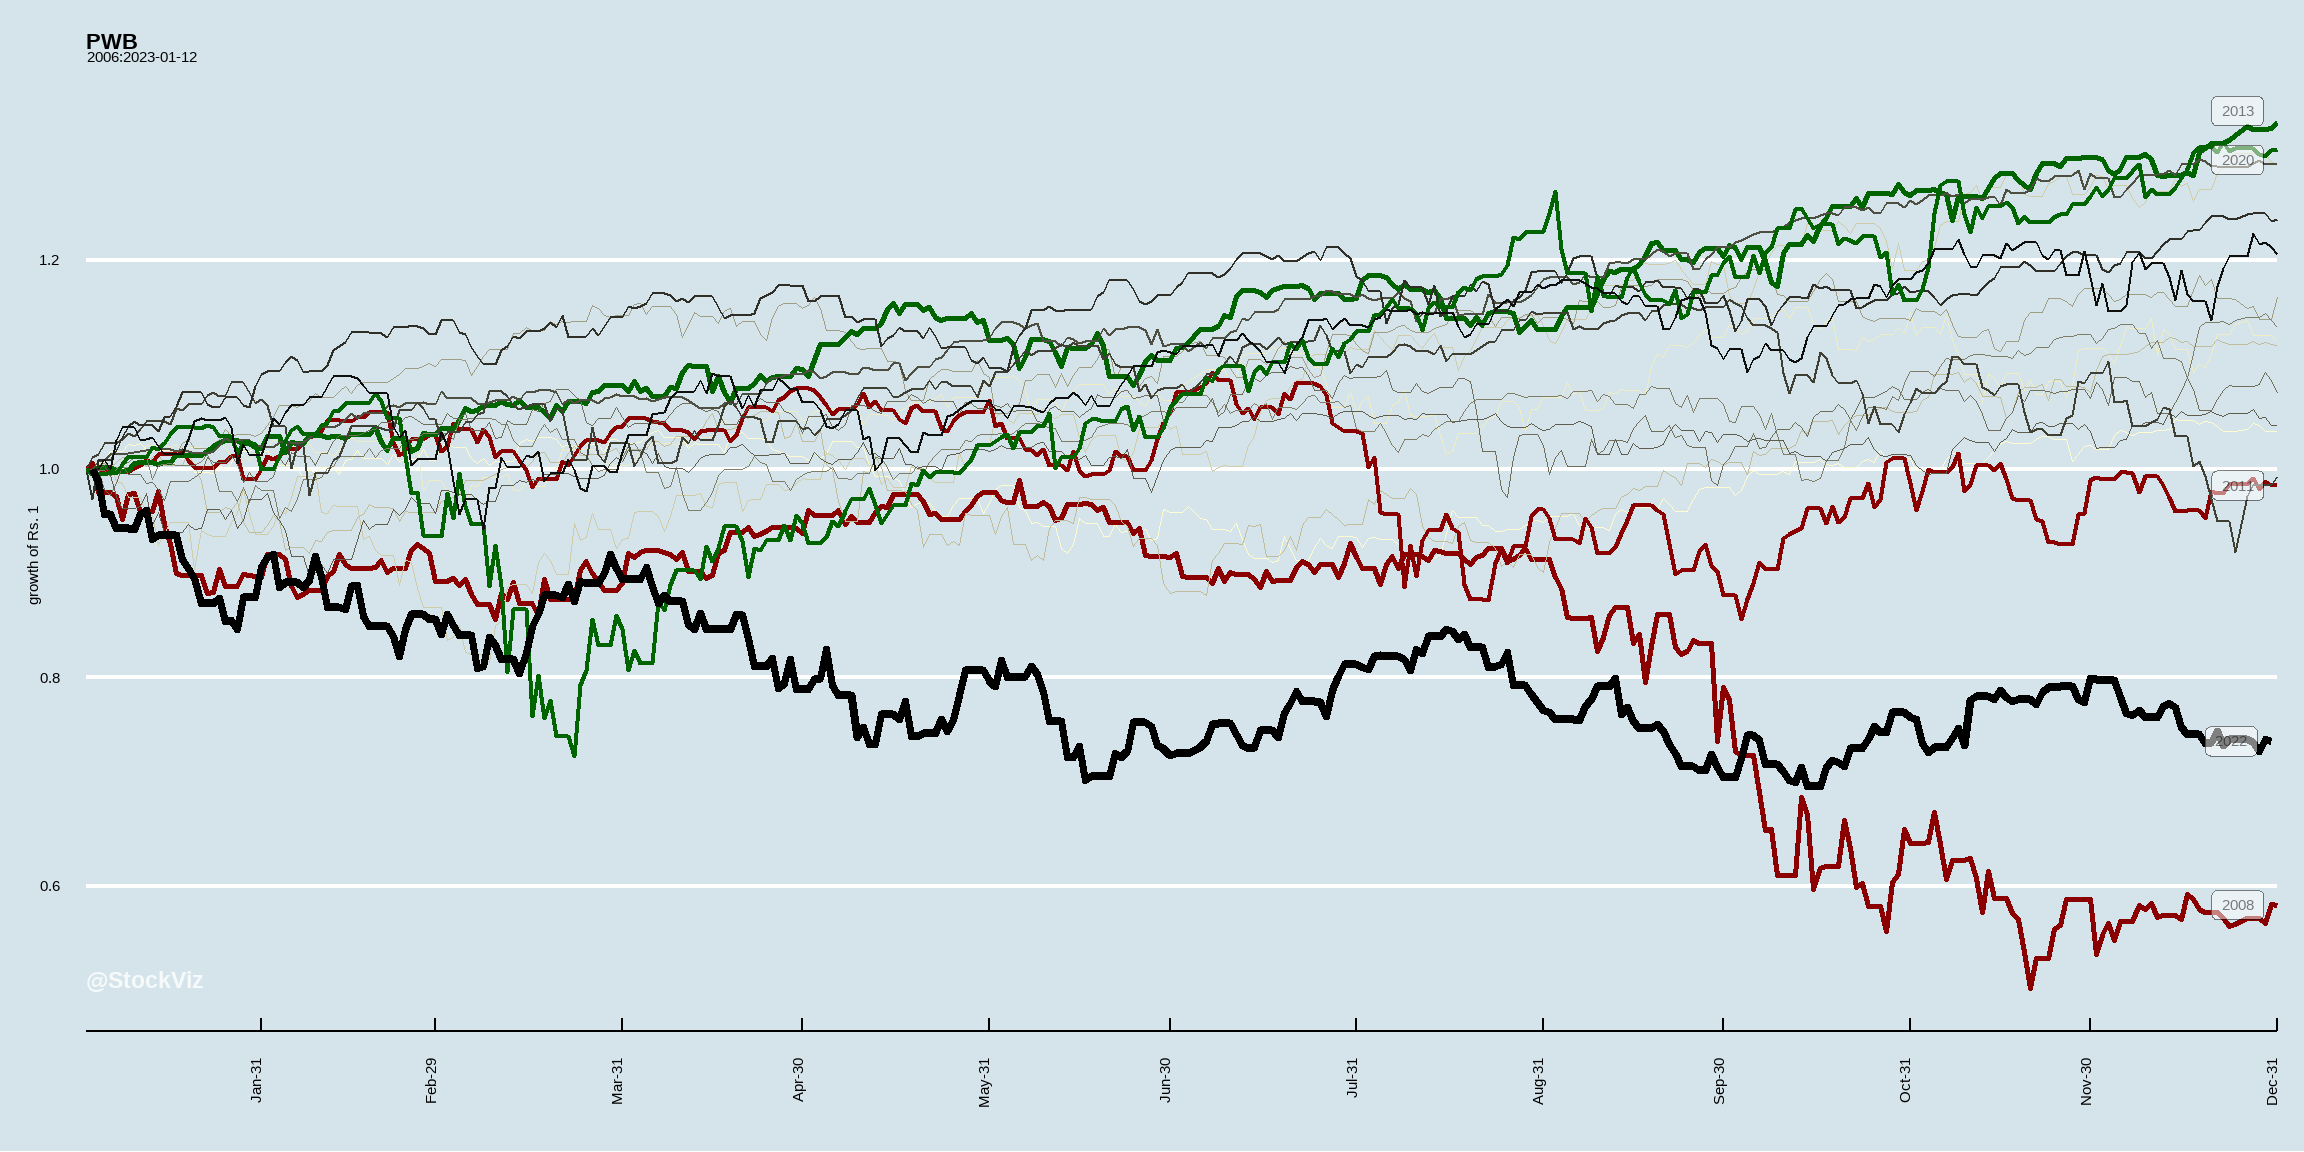 PWB
2006:2023-01-12
2013
2020
1.2
1.0
2011
growth of Rs. 1
0.8
2022
0.6
2008
@StockViz
Jan-31
Feb-29
Mar-31
Apr-30
May-31
Jun-30
Jul-31
Aug-31
Sep-30
Oct-31
Nov-30
Dec-31